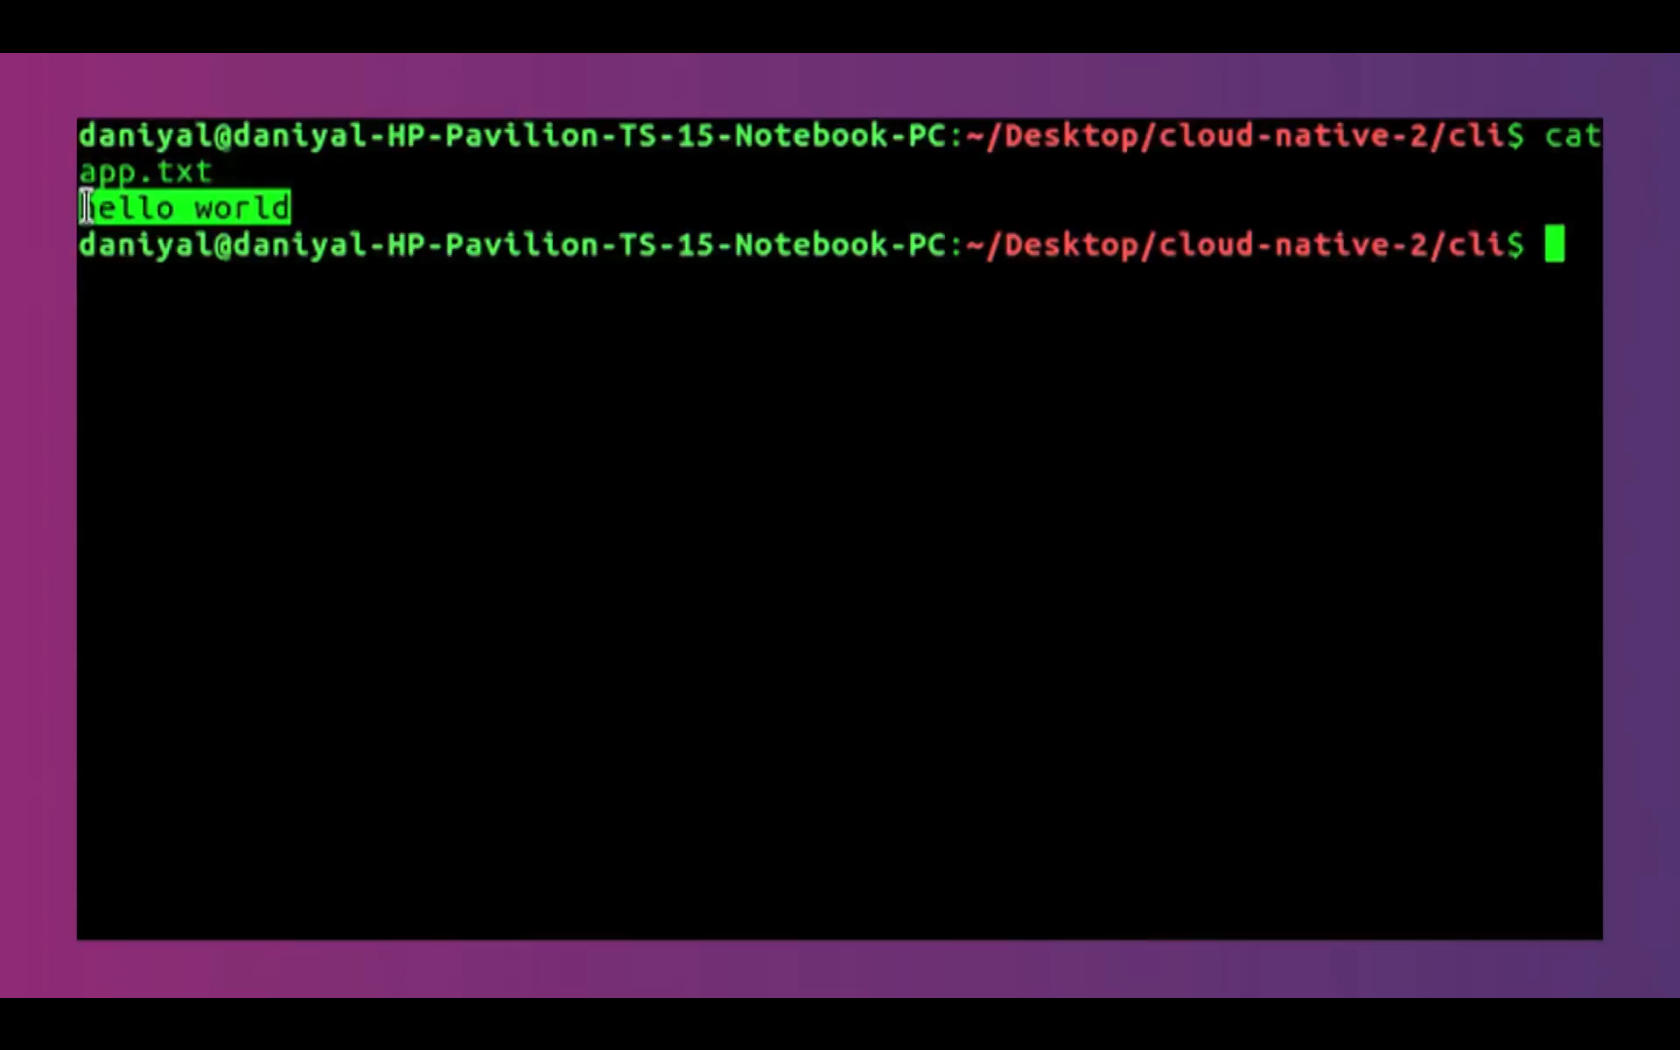 daniyal@daniyal-HP-Pavilion-TS-15-Notebook-PC:~/Desktop/cloud-native-2/cli$ cat
app.txt
hello world
daniyal@daniyal-HP-Pavilion-TS-15-Notebook-PC:~/Desktop/cloud-native-2/cli$